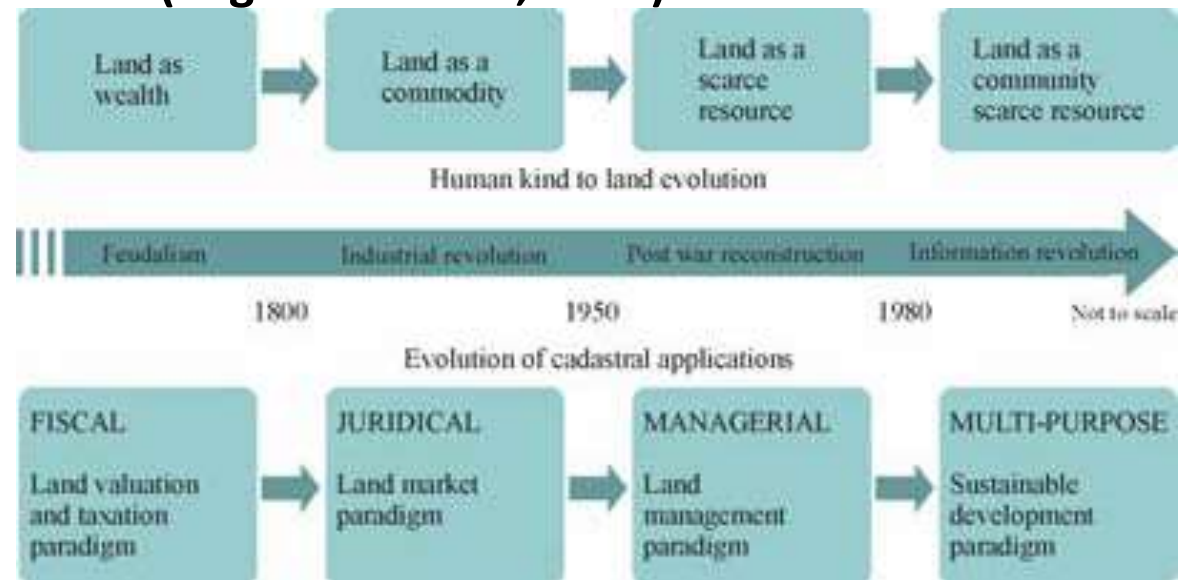 Land as
wealth
Land as a
commodity
Land as a
scarce
resource
Land as a
community
scarce resource
Human kind to land evolution
Feudalism
Industrial revolution
Post war reconstruction
Information revolution
1800
1950
1980
Not to scale
Evolution of cadastral applications
FISCAL
Land valuation
and taxation
paradigm
JURIDICAL
Land market
paradigm
MANAGERIAL
Land
management
paradigm
MULTI-PURPOSE
Sustainable
development
paradigm